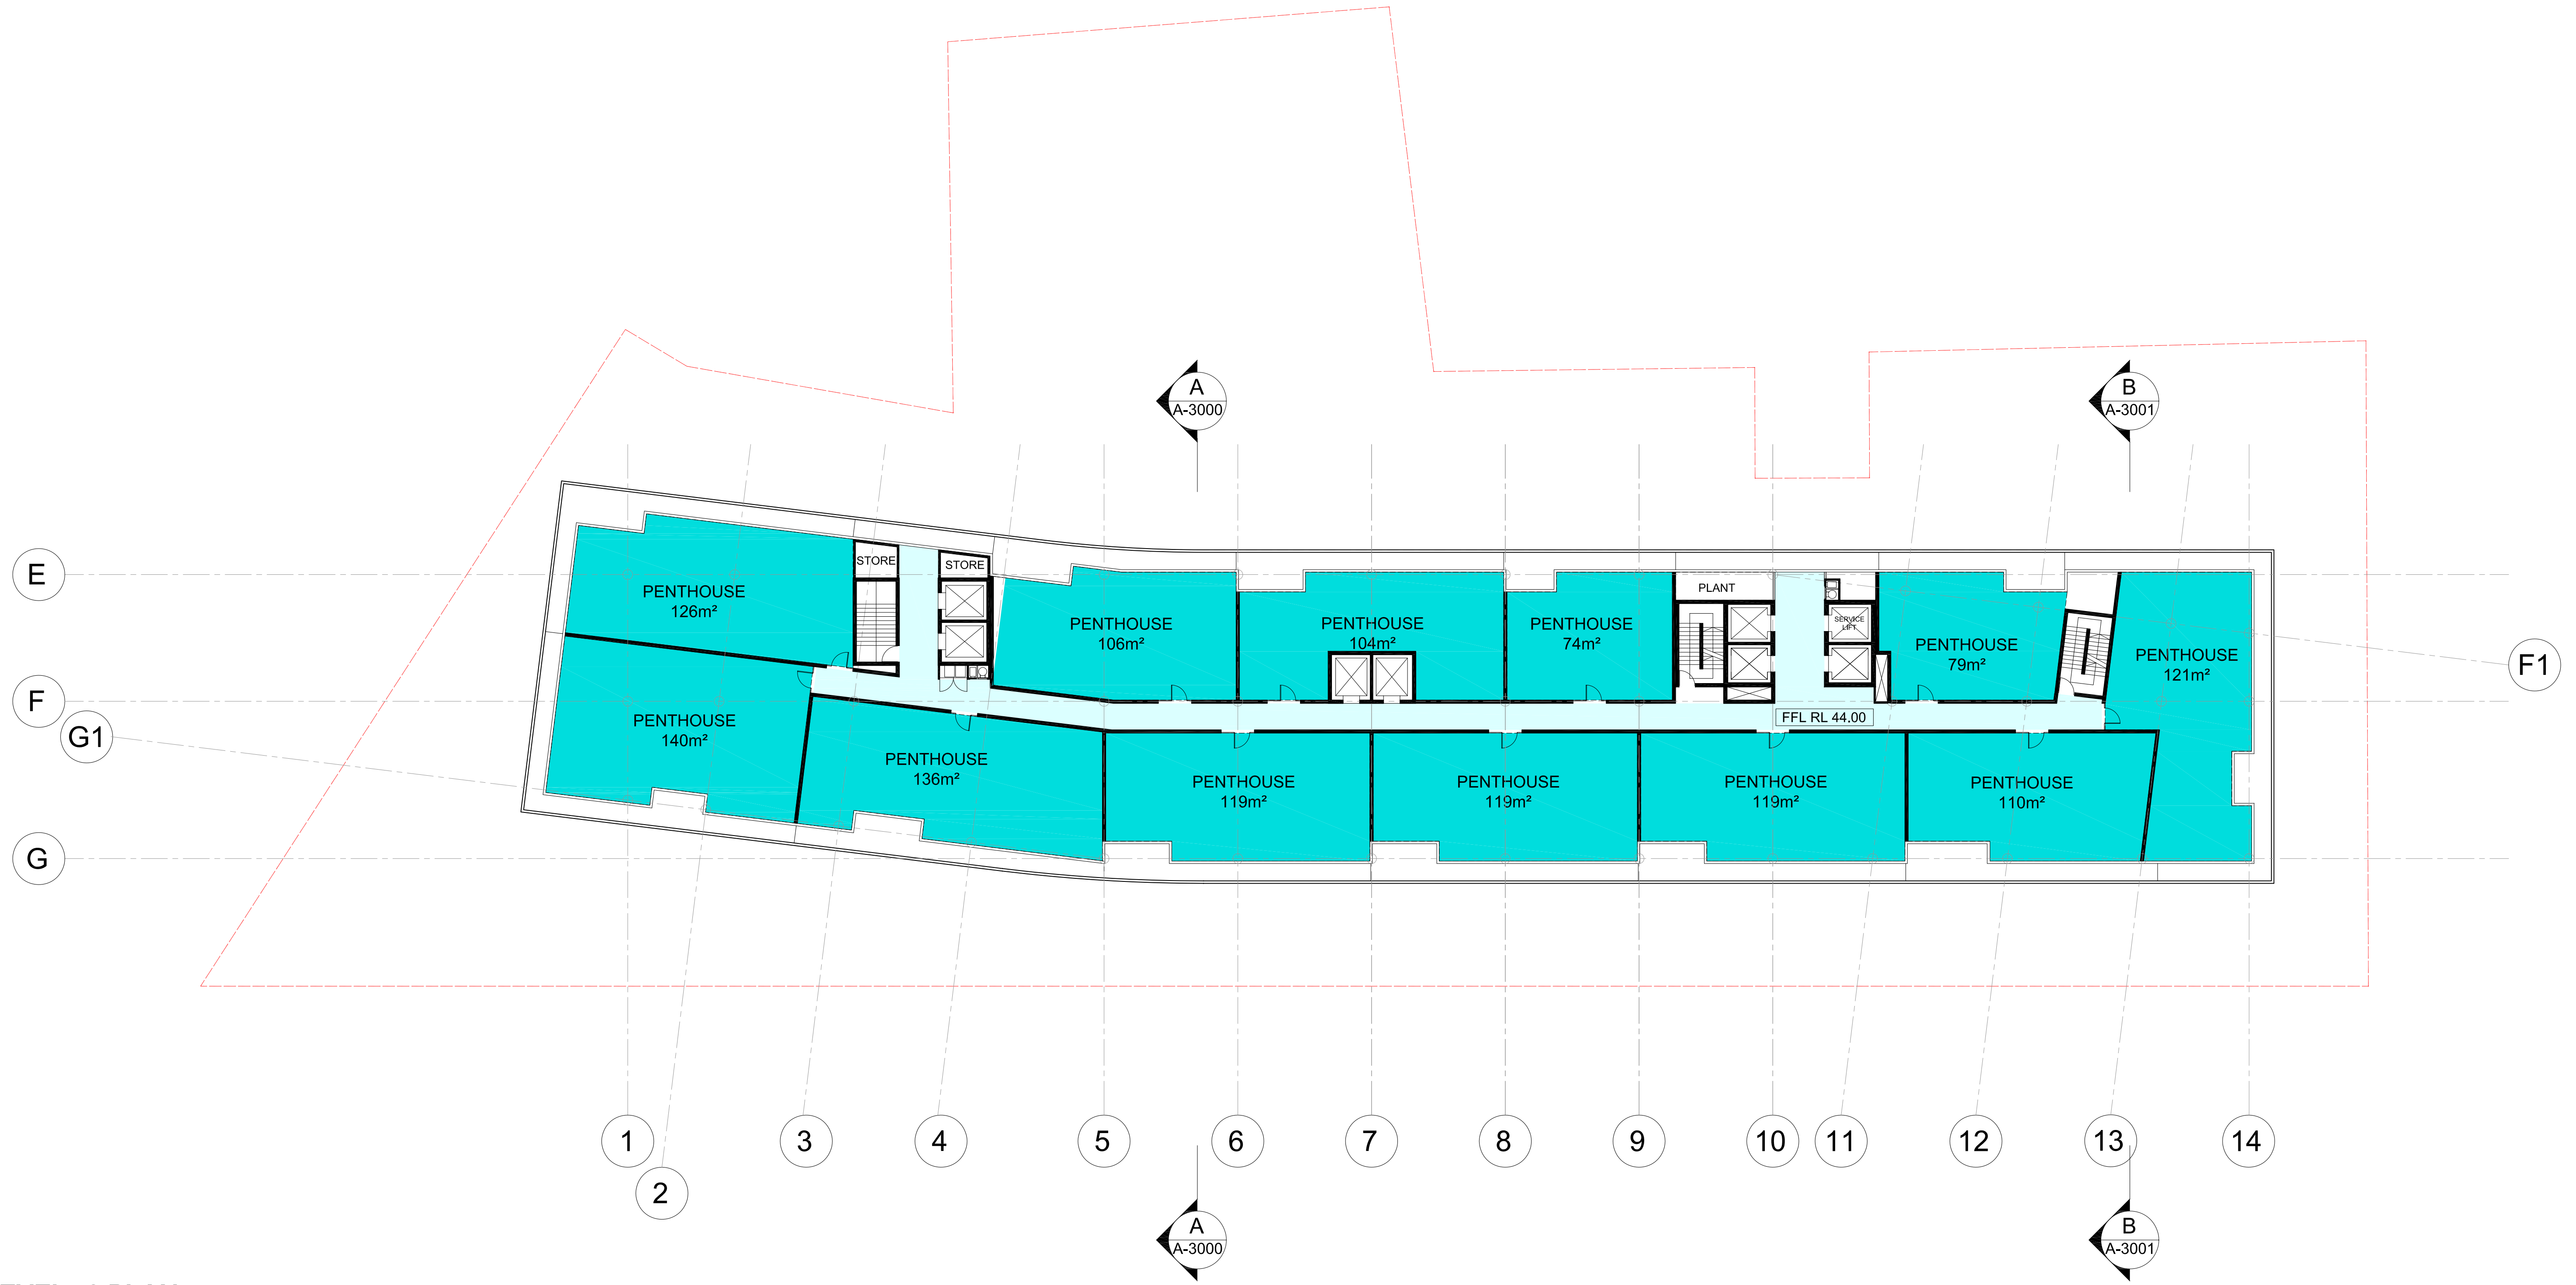 A
A-3000
B
A-3001
E
F
G1
G
F1
STORE
STORE
PLANT
SERVICE
LIFT
PENTHOUSE
126m²
PENTHOUSE
106m²
PENTHOUSE
104m²
PENTHOUSE
74m²
PENTHOUSE
79m²
PENTHOUSE
121m²
FFL RL 44.00
PENTHOUSE
140m²
PENTHOUSE
136m²
PENTHOUSE
119m²
PENTHOUSE
119m²
PENTHOUSE
119m²
PENTHOUSE
110m²
1
2
3
4
5
6
7
8
9
10
11
12
13
14
A
A-3000
B
A-3001